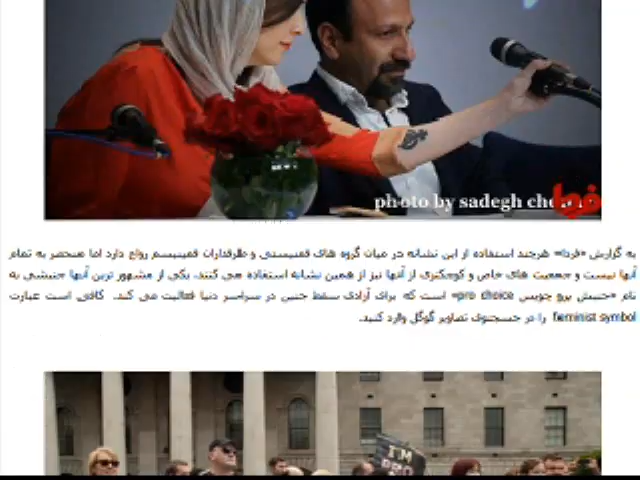 photo by sadegh che
فردا
به گزارش «فردا» هرچند استفاده از این نشانه در میان گروه های فمنیستی و طرفداران فمینیسم رواج دارد اما منحصر به تمام
آنها نیست و جمعیت های خاص و کوچکتری از آنها نیز از همین نشانه استفاده می کنند. یکی از مشهور ترین آنها جنبشی به
نام «جنبش پرو چویس pro choice» است که برای آزادی سقط جنین در سراسر دنیا فعالیت می کند. کافی است عبارت
feminist symbol را در جستجوی تصاویر گوگل وارد کنید.
I'M
PRO